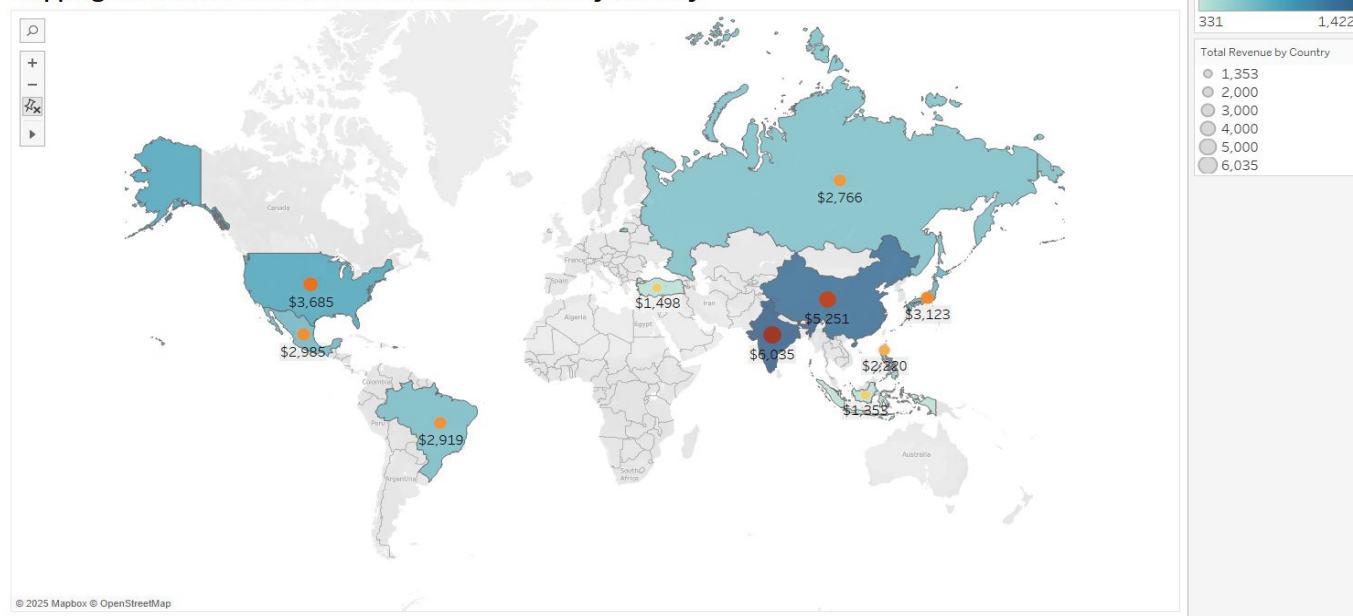 331 1,422
Total Revenue by Country
1,353
2,000
3,000
4,000
5,000
6,035
Canada
$2,766
France
Spain
$3,685
$1,498
Iran
$5,251
$3,123
Algeria
Egypt
$2,985
$6,035
Colombia
$1,353
Peru
$2,919
Australia
Argentina
South
Africa
© 2025 Mapbox © OpenStreetMap